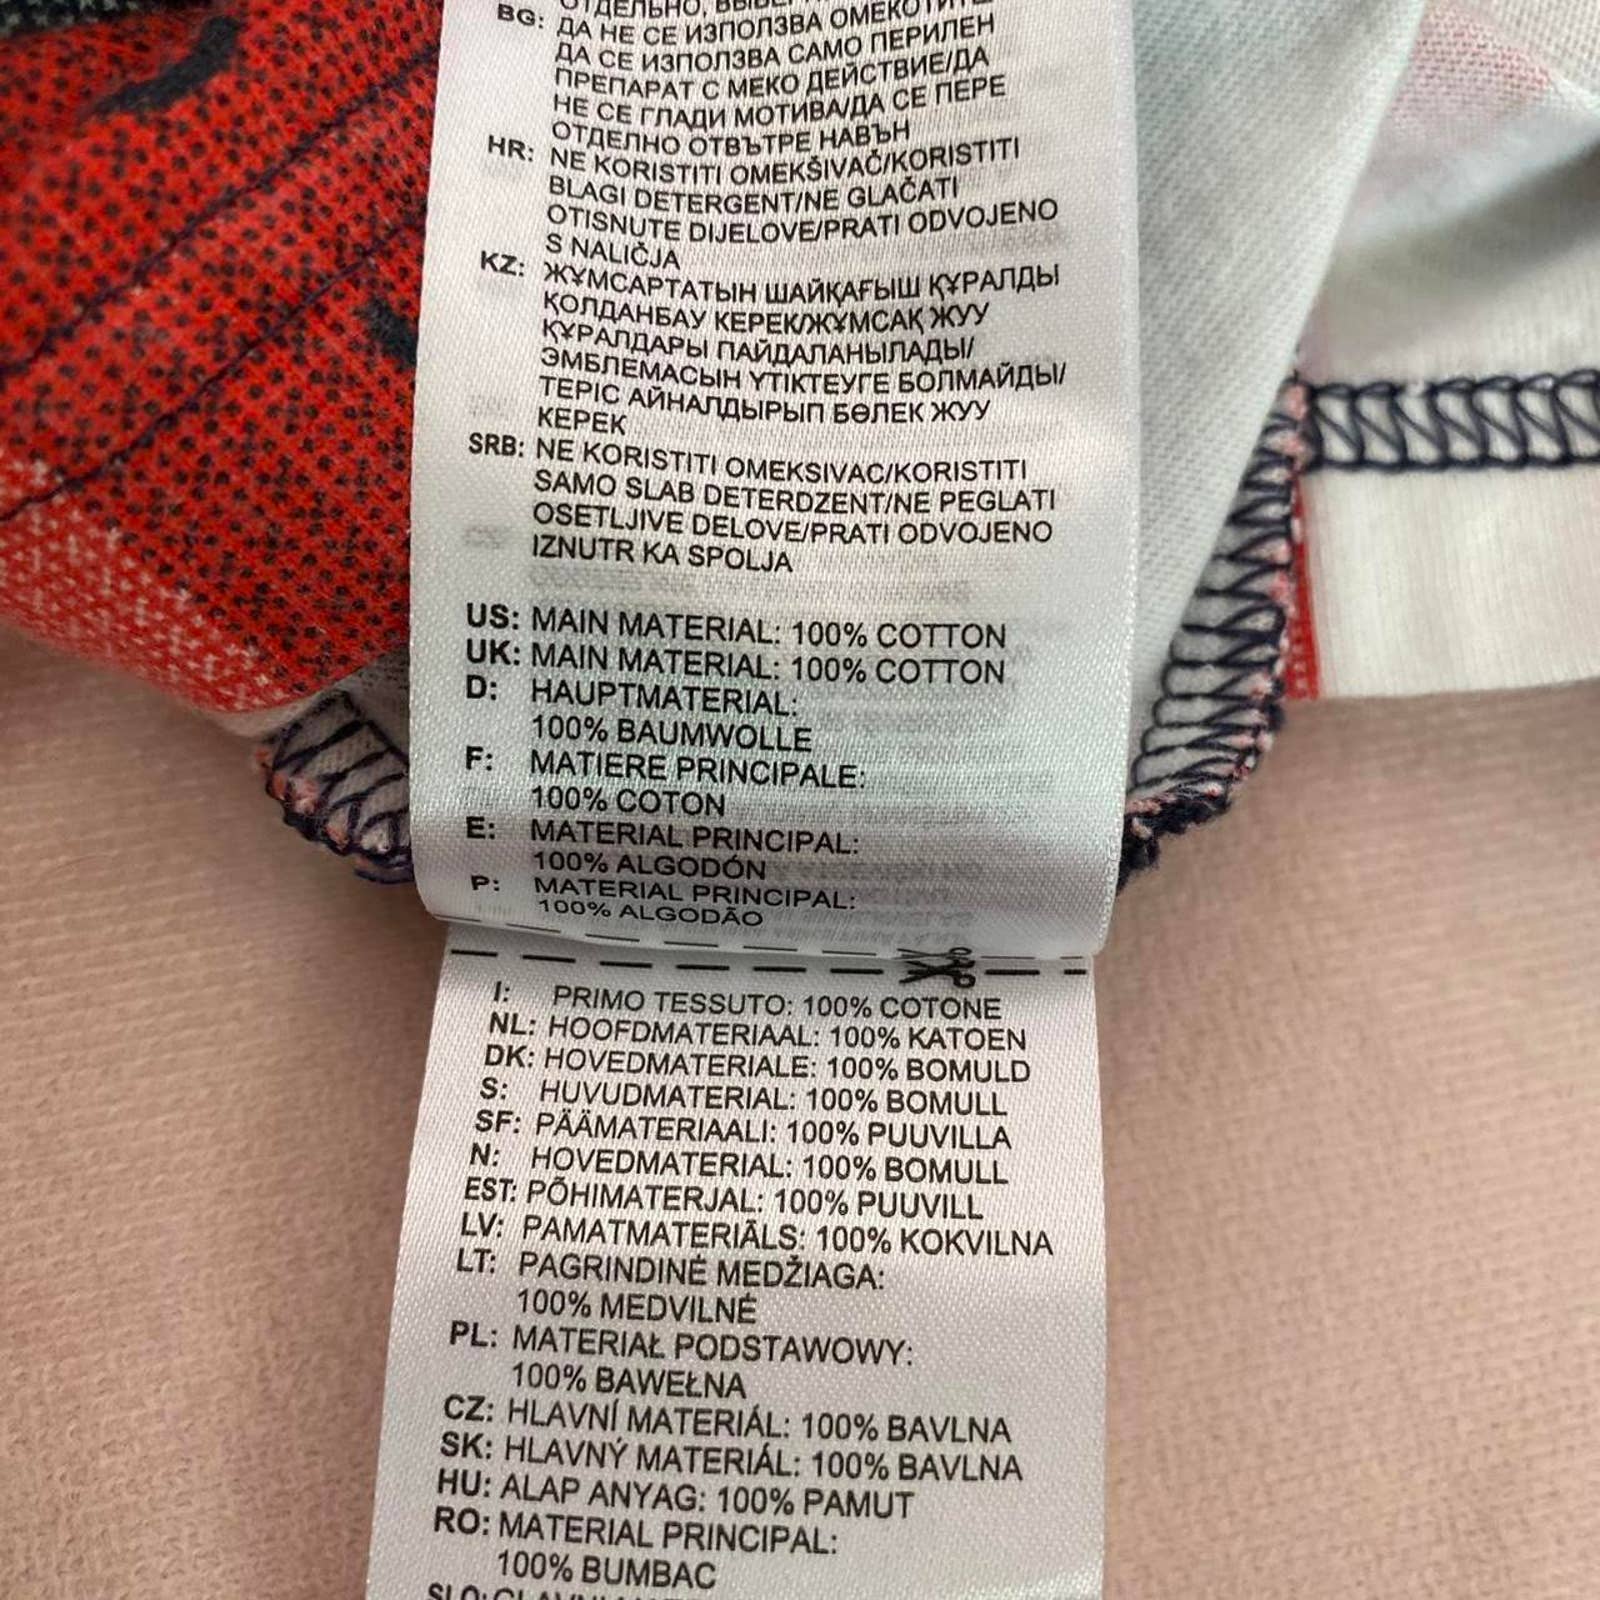 BG: ДА НЕ СЕ ИЗПОЛЗВА ОМЕКОТИТЕ
ДА СЕ ИЗПОЛЗВА САМО ПЕРИЛЕН
ПРЕПАРАТ С МЕКО ДЕЙСТВИЕ/ДА
НЕ СЕ ГЛАДИ МОТИВА/ДА СЕ ПЕРЕ
ОТДЕЛНО ОТВЪТРЕ НАВЪН
HR: NE KORISTITI OMEKŠIVAČ/KORISTITI
BLAGI DETERGENT/NE GLAČATI
OTISNUTE DIJELOVE/PRATI ODVOJENO
S NALIČJA
KZ: ЖҰМСАРТАТЫН ШАЙҚАҒЫШ ҚҰРАЛДЫ
ҚОЛДАНБАУ КЕРЕК/ЖҰМСАҚ ЖУУ
ҚҰРАЛДАРЫ ПАЙДАЛАНЫЛАДЫ/
ЭМБЛЕМАСЫН ҮТІКТЕУГЕ БОЛМАЙДЫ/
ТЕРІС АЙНАЛДЫРЫП БӨЛЕК ЖУУ
КЕРЕК
SRB: NE KORISTITI OMEKSIVAC/KORISTITI
SAMO SLAB DETERDZENT/NE PEGLATI
OSETLJIVE DELOVE/PRATI ODVOJENO
IZNUTR KA SPOLJA
US: MAIN MATERIAL: 100% COTTON
UK: MAIN MATERIAL: 100% COTTON
D: HAUPTMATERIAL:
100% BAUMWOLLE
F: MATIERE PRINCIPALE:
100% COTON
E: MATERIAL PRINCIPAL:
100% ALGODÓN
P: MATERIAL PRINCIPAL:
100% ALGODÃO
I: PRIMO TESSUTO: 100% COTONE
NL: HOOFDMATERIAAL: 100% KATOEN
DK: HOVEDMATERIALE: 100% BOMULD
S: HUVUDMATERIAL: 100% BOMULL
SF: PÄÄMATERIAALI: 100% PUUVILLA
N: HOVEDMATERIAL: 100% BOMULL
EST: PÕHIMATERJAL: 100% PUUVILL
LV: PAMATMATERIĀLS: 100% KOKVILNA
LT: PAGRINDINĖ MEDŽIAGA:
100% MEDVILNĖ
PL: MATERIAŁ PODSTAWOWY:
100% BAWEŁNA
CZ: HLAVNÍ MATERIÁL: 100% BAVLNA
SK: HLAVNÝ MATERIÁL: 100% BAVLNA
HU: ALAP ANYAG: 100% PAMUT
RO: MATERIAL PRINCIPAL:
100% BUMBAC